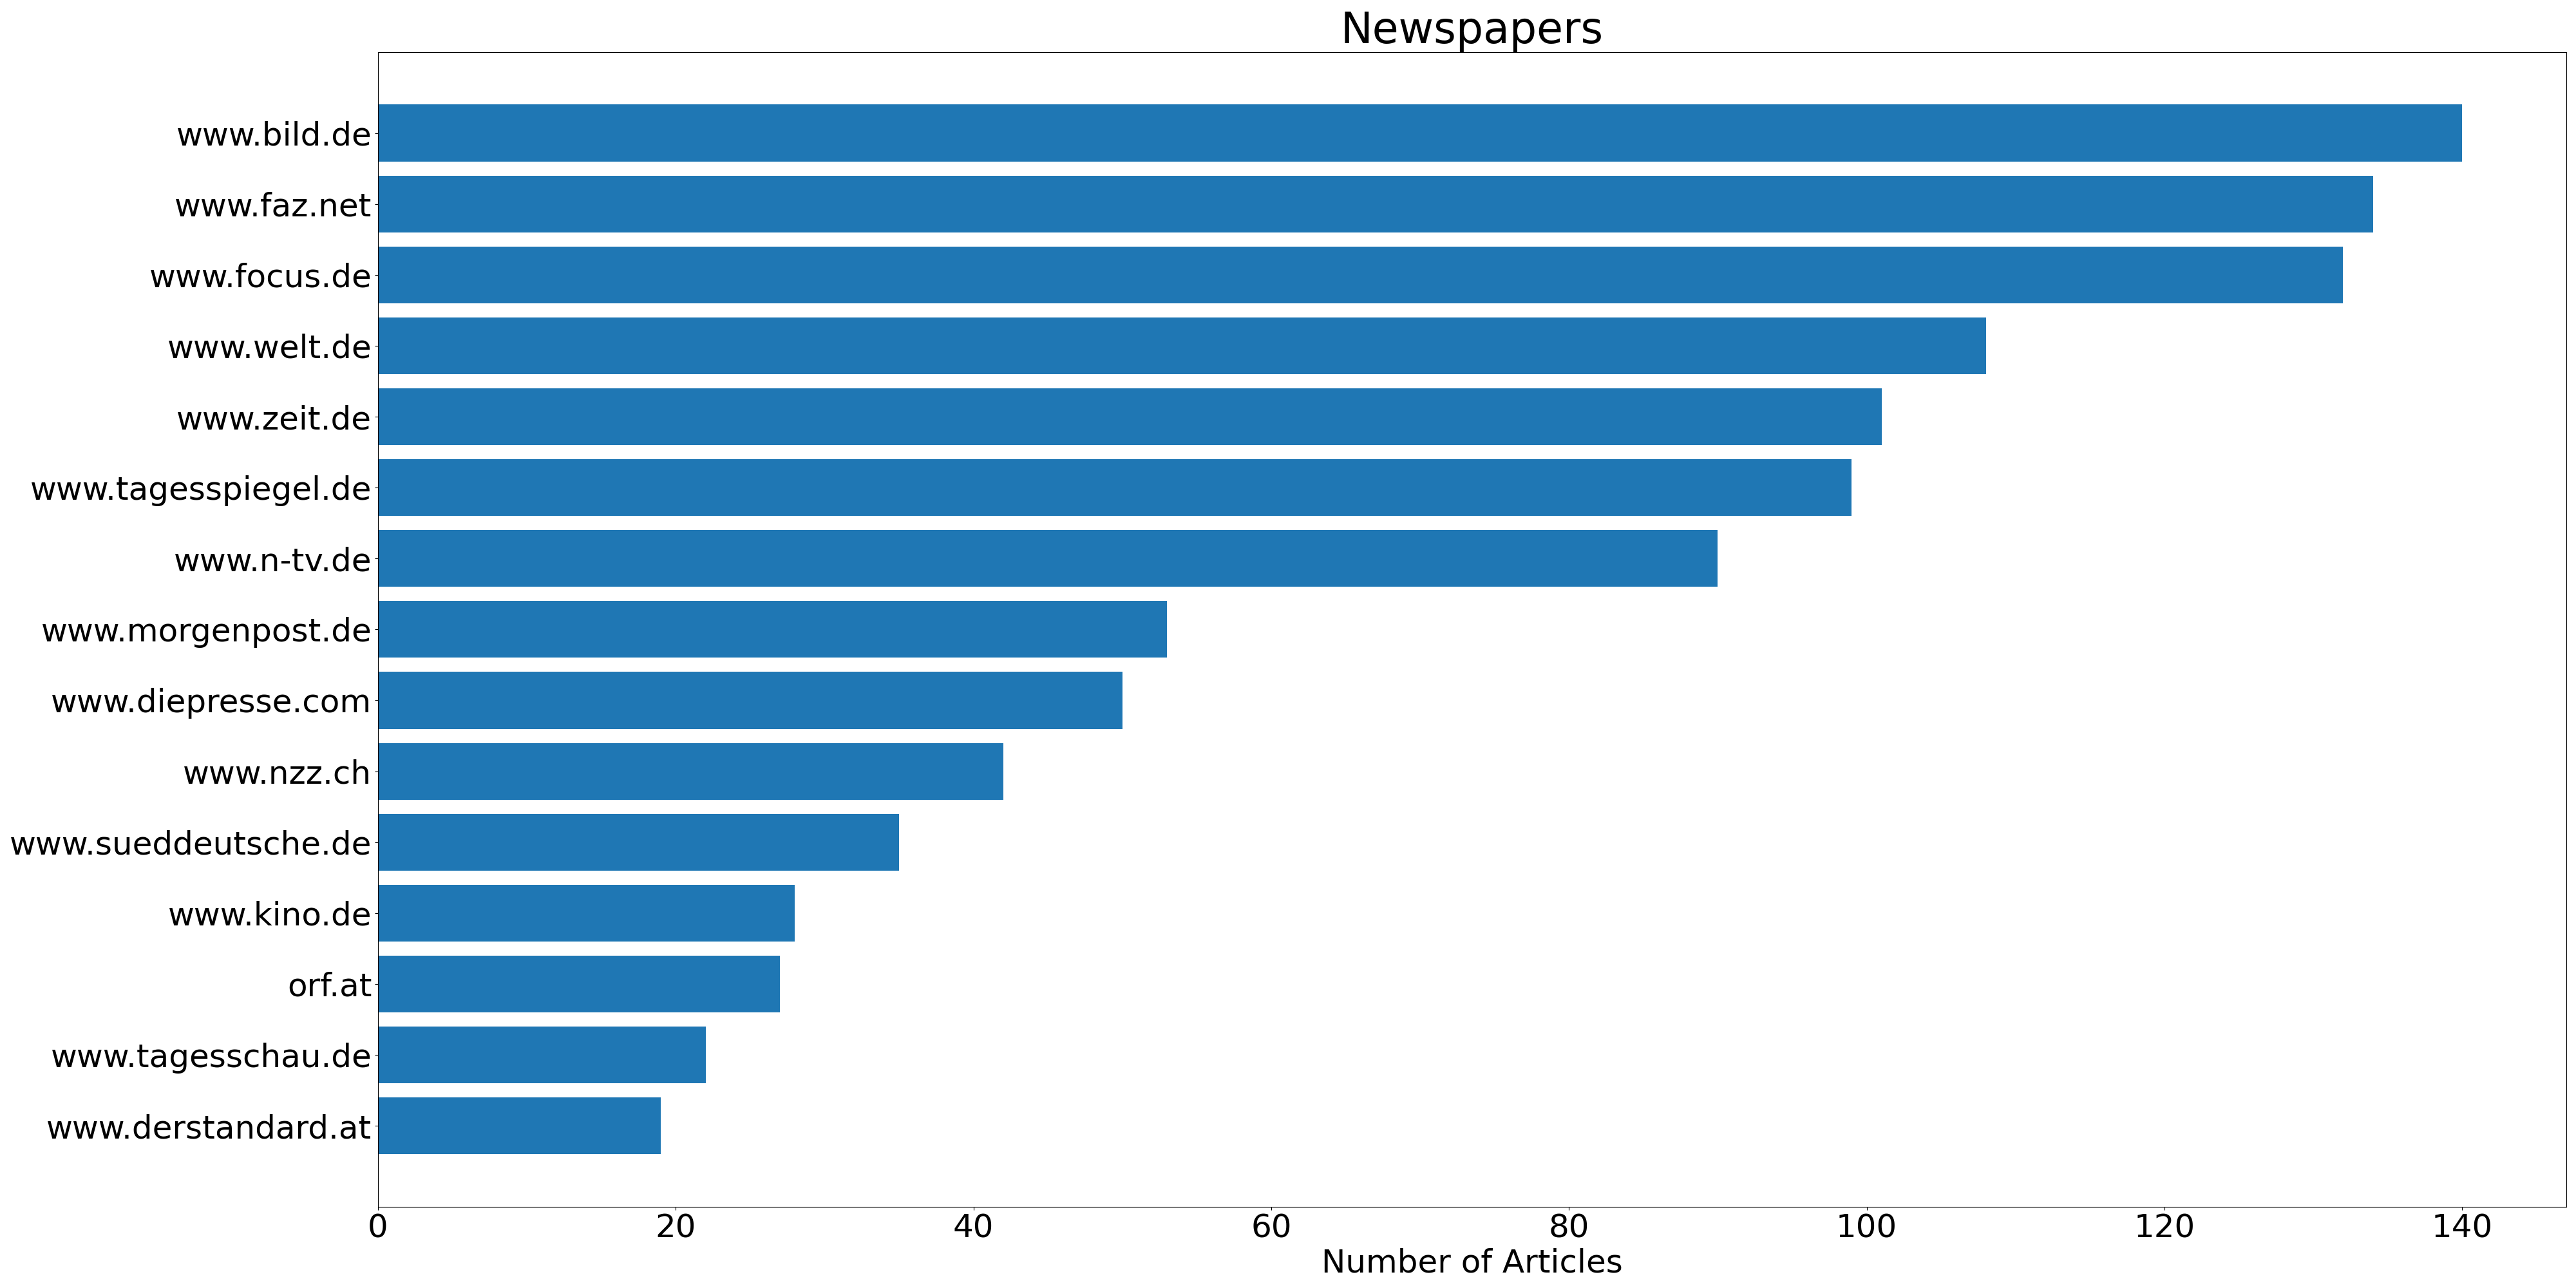 Newspapers
www.bild.de
www.faz.net
www.focus.de
www.welt.de
www.zeit.de
www.tagesspiegel.de
www.n-tv.de
www.morgenpost.de
www.diepresse.com
www.nzz.ch
www.sueddeutsche.de
www.kino.de
orf.at
www.tagesschau.de
www.derstandard.at
0 20 40 60 80 100 120 140
Number of Articles